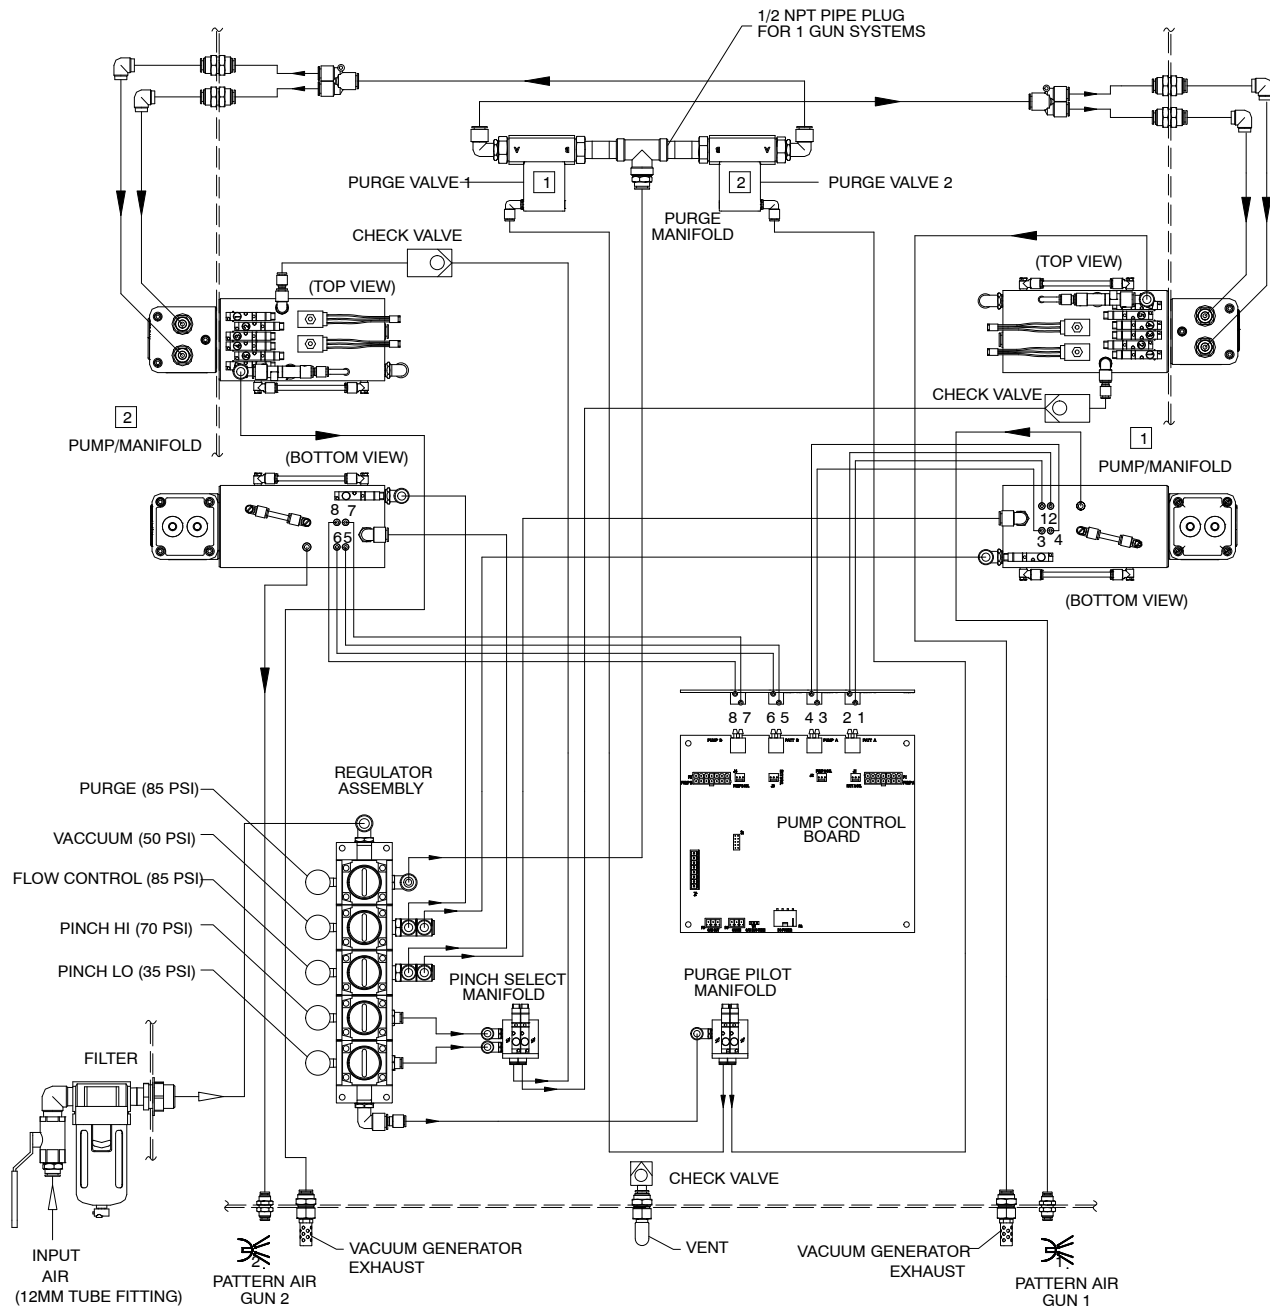 1/2 NPT PIPE PLUG
FOR 1 GUN SYSTEMS
A
B
B
A
PURGE VALVE 1
1
2
PURGE VALVE 2
PURGE
MANIFOLD
CHECK VALVE
(TOP VIEW)
(TOP VIEW)
CHECK VALVE
2
PUMP/MANIFOLD
1
PUMP/MANIFOLD
(BOTTOM VIEW)
8 7
6 5
1 2
3 4
(BOTTOM VIEW)
8 7 6 5 4 3 2 1
PUMP B
PATT B
PUMP A
PATT A
REGULATOR
ASSEMBLY
PUMP CONTROL
BOARD
PURGE (85 PSI)
VACCUUM (50 PSI)
FLOW CONTROL (85 PSI)
PINCH HI (70 PSI)
PINCH LO (35 PSI)
PINCH SELECT
MANIFOLD
PURGE PILOT
MANIFOLD
FILTER
CHECK VALVE
INPUT
AIR
(12MM TUBE FITTING)
2.
PATTERN AIR
GUN 2
VACUUM GENERATOR
EXHAUST
VENT
VACUUM GENERATOR
EXHAUST
1.
PATTERN AIR
GUN 1